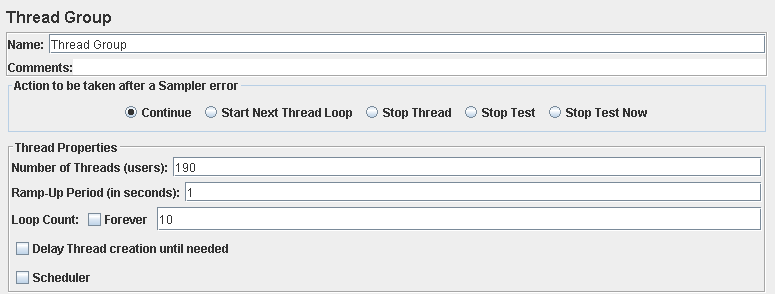 Thread Group
Name: Thread Group
Comments:
Action to be taken after a Sampler error
Continue Start Next Thread Loop Stop Thread Stop Test Stop Test Now
Thread Properties
Number of Threads (users): 190
Ramp-Up Period (in seconds): 1
Loop Count: Forever 10
Delay Thread creation until needed
Scheduler